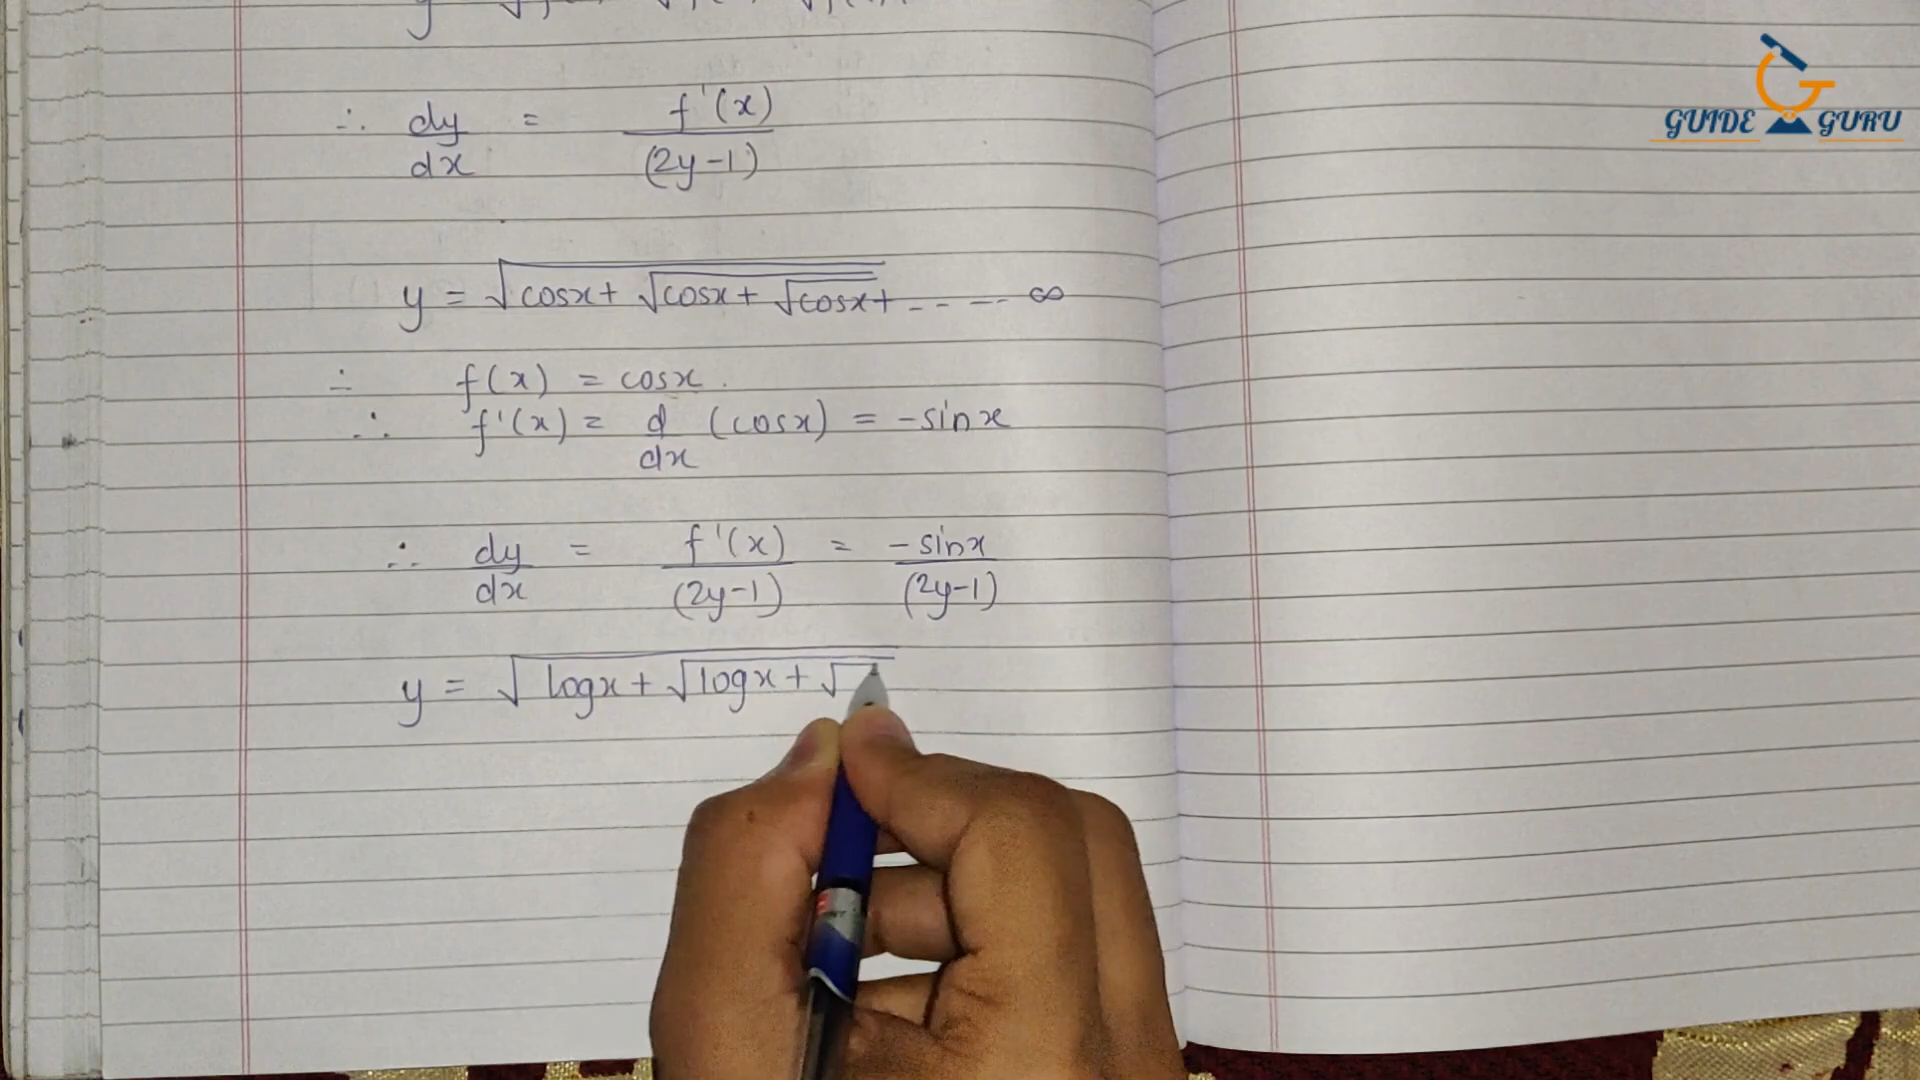 GUIDE GURU
∴ dy/dx = f'(x)/(2y-1)
y = √cosx + √cosx + √cosx + - - - - ∞
∴ f(x) = cosx.
∴ f'(x) = d/dx (cosx) = -sinx
∴ dy/dx = f'(x)/(2y-1) = -sinx/(2y-1)
y = √logx + √logx + √